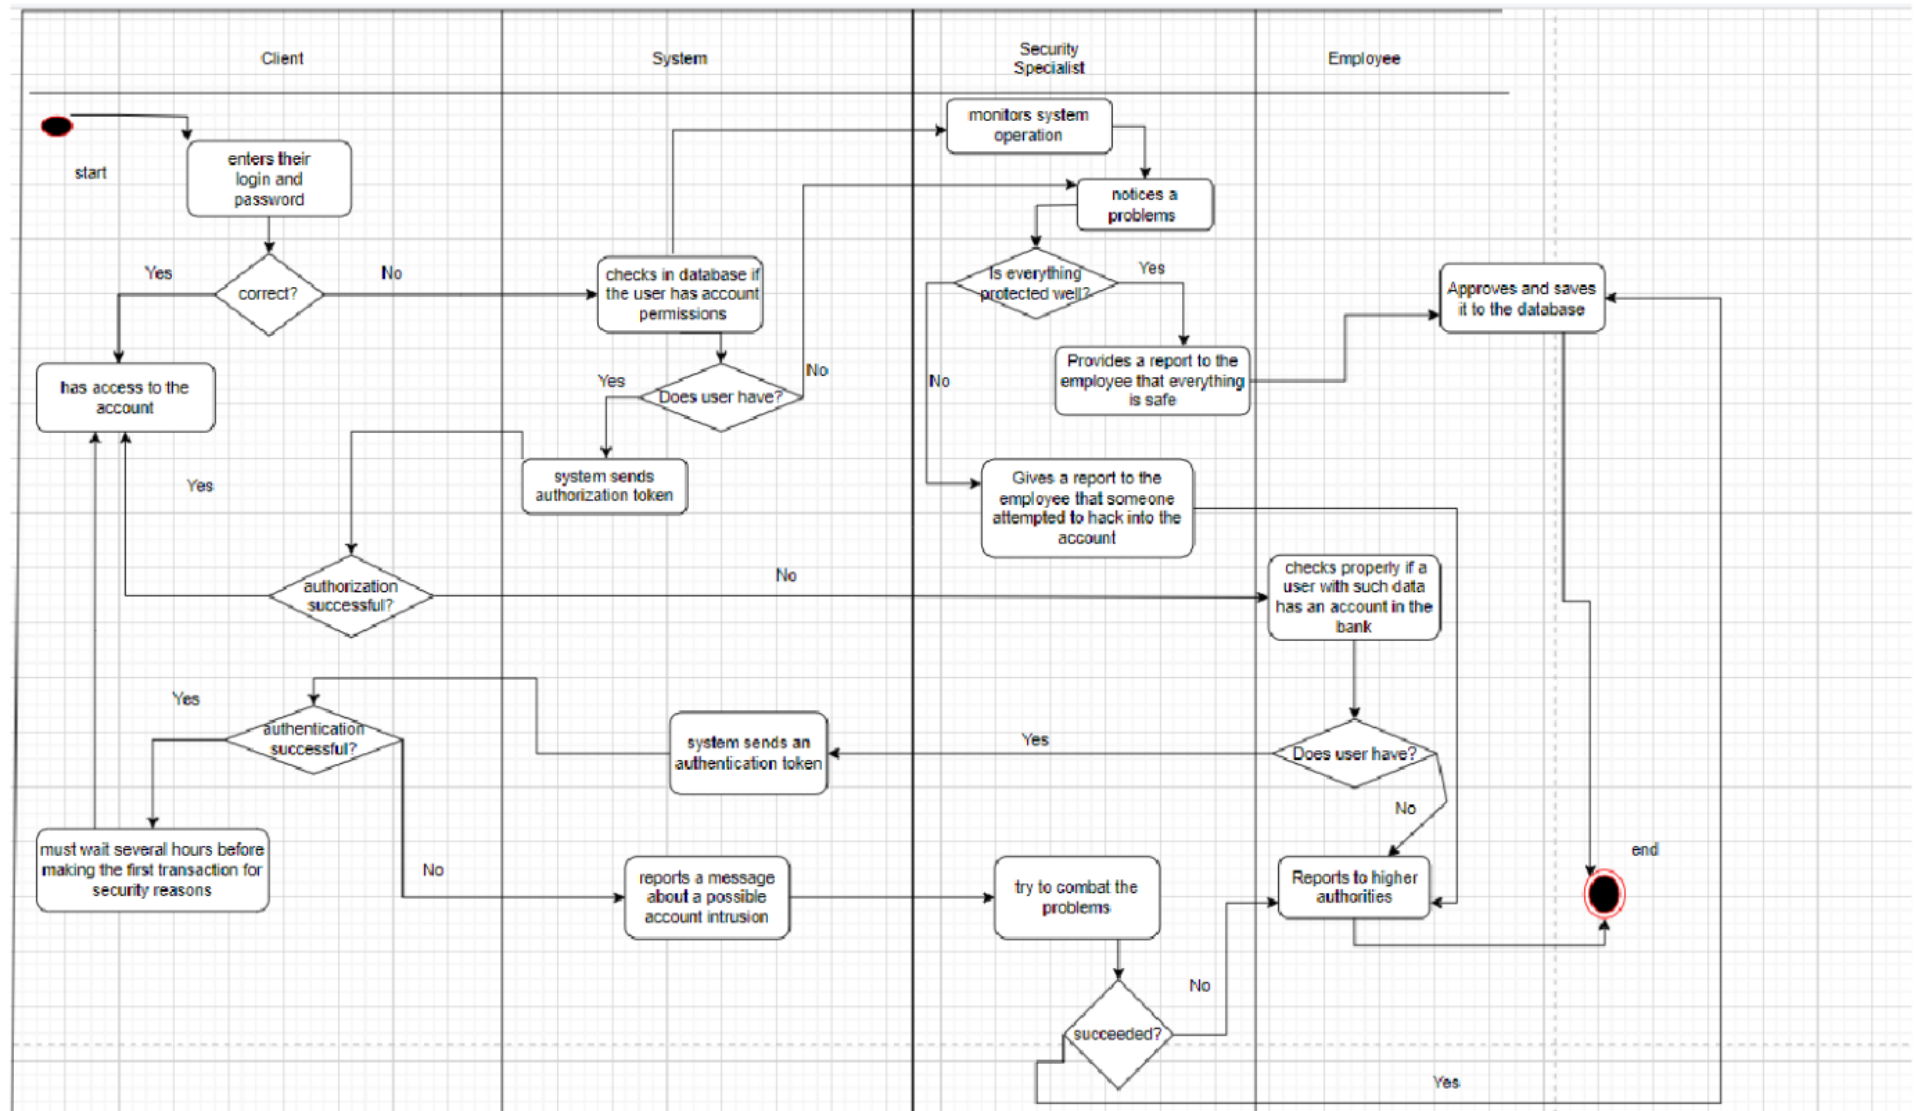 Client
System
Security
Specialist
Employee
start
enters their
login and
password
monitors system
operation
notices a
problems
Yes
correct?
No
checks in database if
the user has account
permissions
Is everything
protected well?
Yes
Approves and saves
it to the database
has access to the
account
Yes
Does user have?
No
No
Provides a report to the
employee that everything
is safe
Yes
system sends
authorization token
Gives a report to the
employee that someone
attempted to hack into the
account
authorization
successful?
No
checks properly if a
user with such data
has an account in the
bank
Yes
authentication
successful?
system sends an
authentication token
Yes
Does user have?
No
must wait several hours before
making the first transaction for
security reasons
No
reports a message
about a possible
account intrusion
try to combat the
problems
Reports to higher
authorities
end
No
succeeded?
Yes